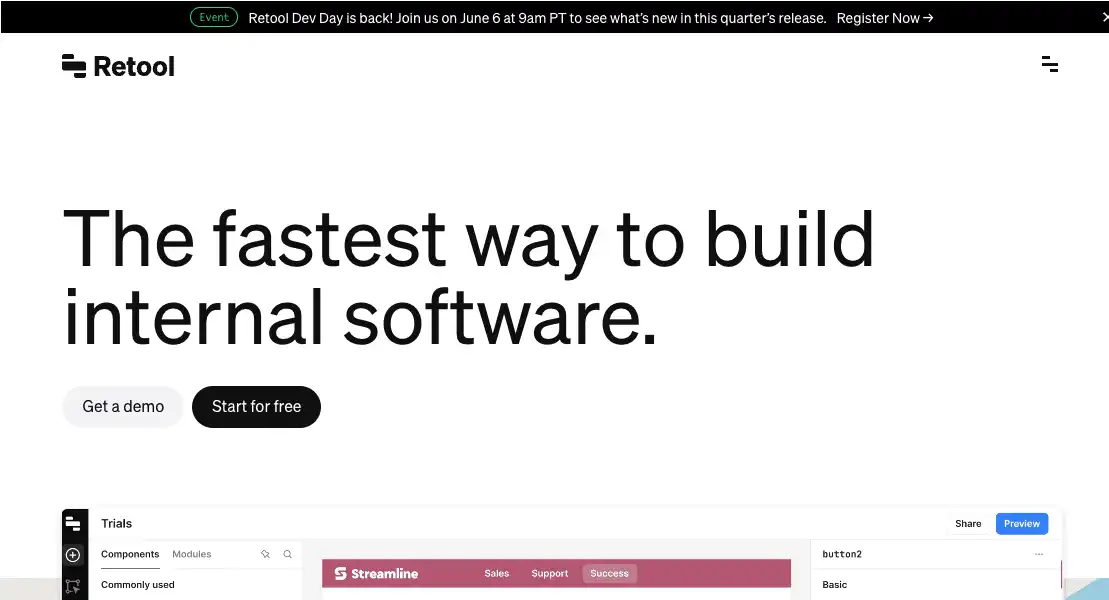 Event Retool Dev Day is back! Join us on June 6 at 9am PT to see what's new in this quarter's release. Register Now →
Retool
The fastest way to build
internal software.
Get a demo Start for free
Trials Share Preview
Components Modules button2
Streamline Sales Support Success
Commonly used Basic